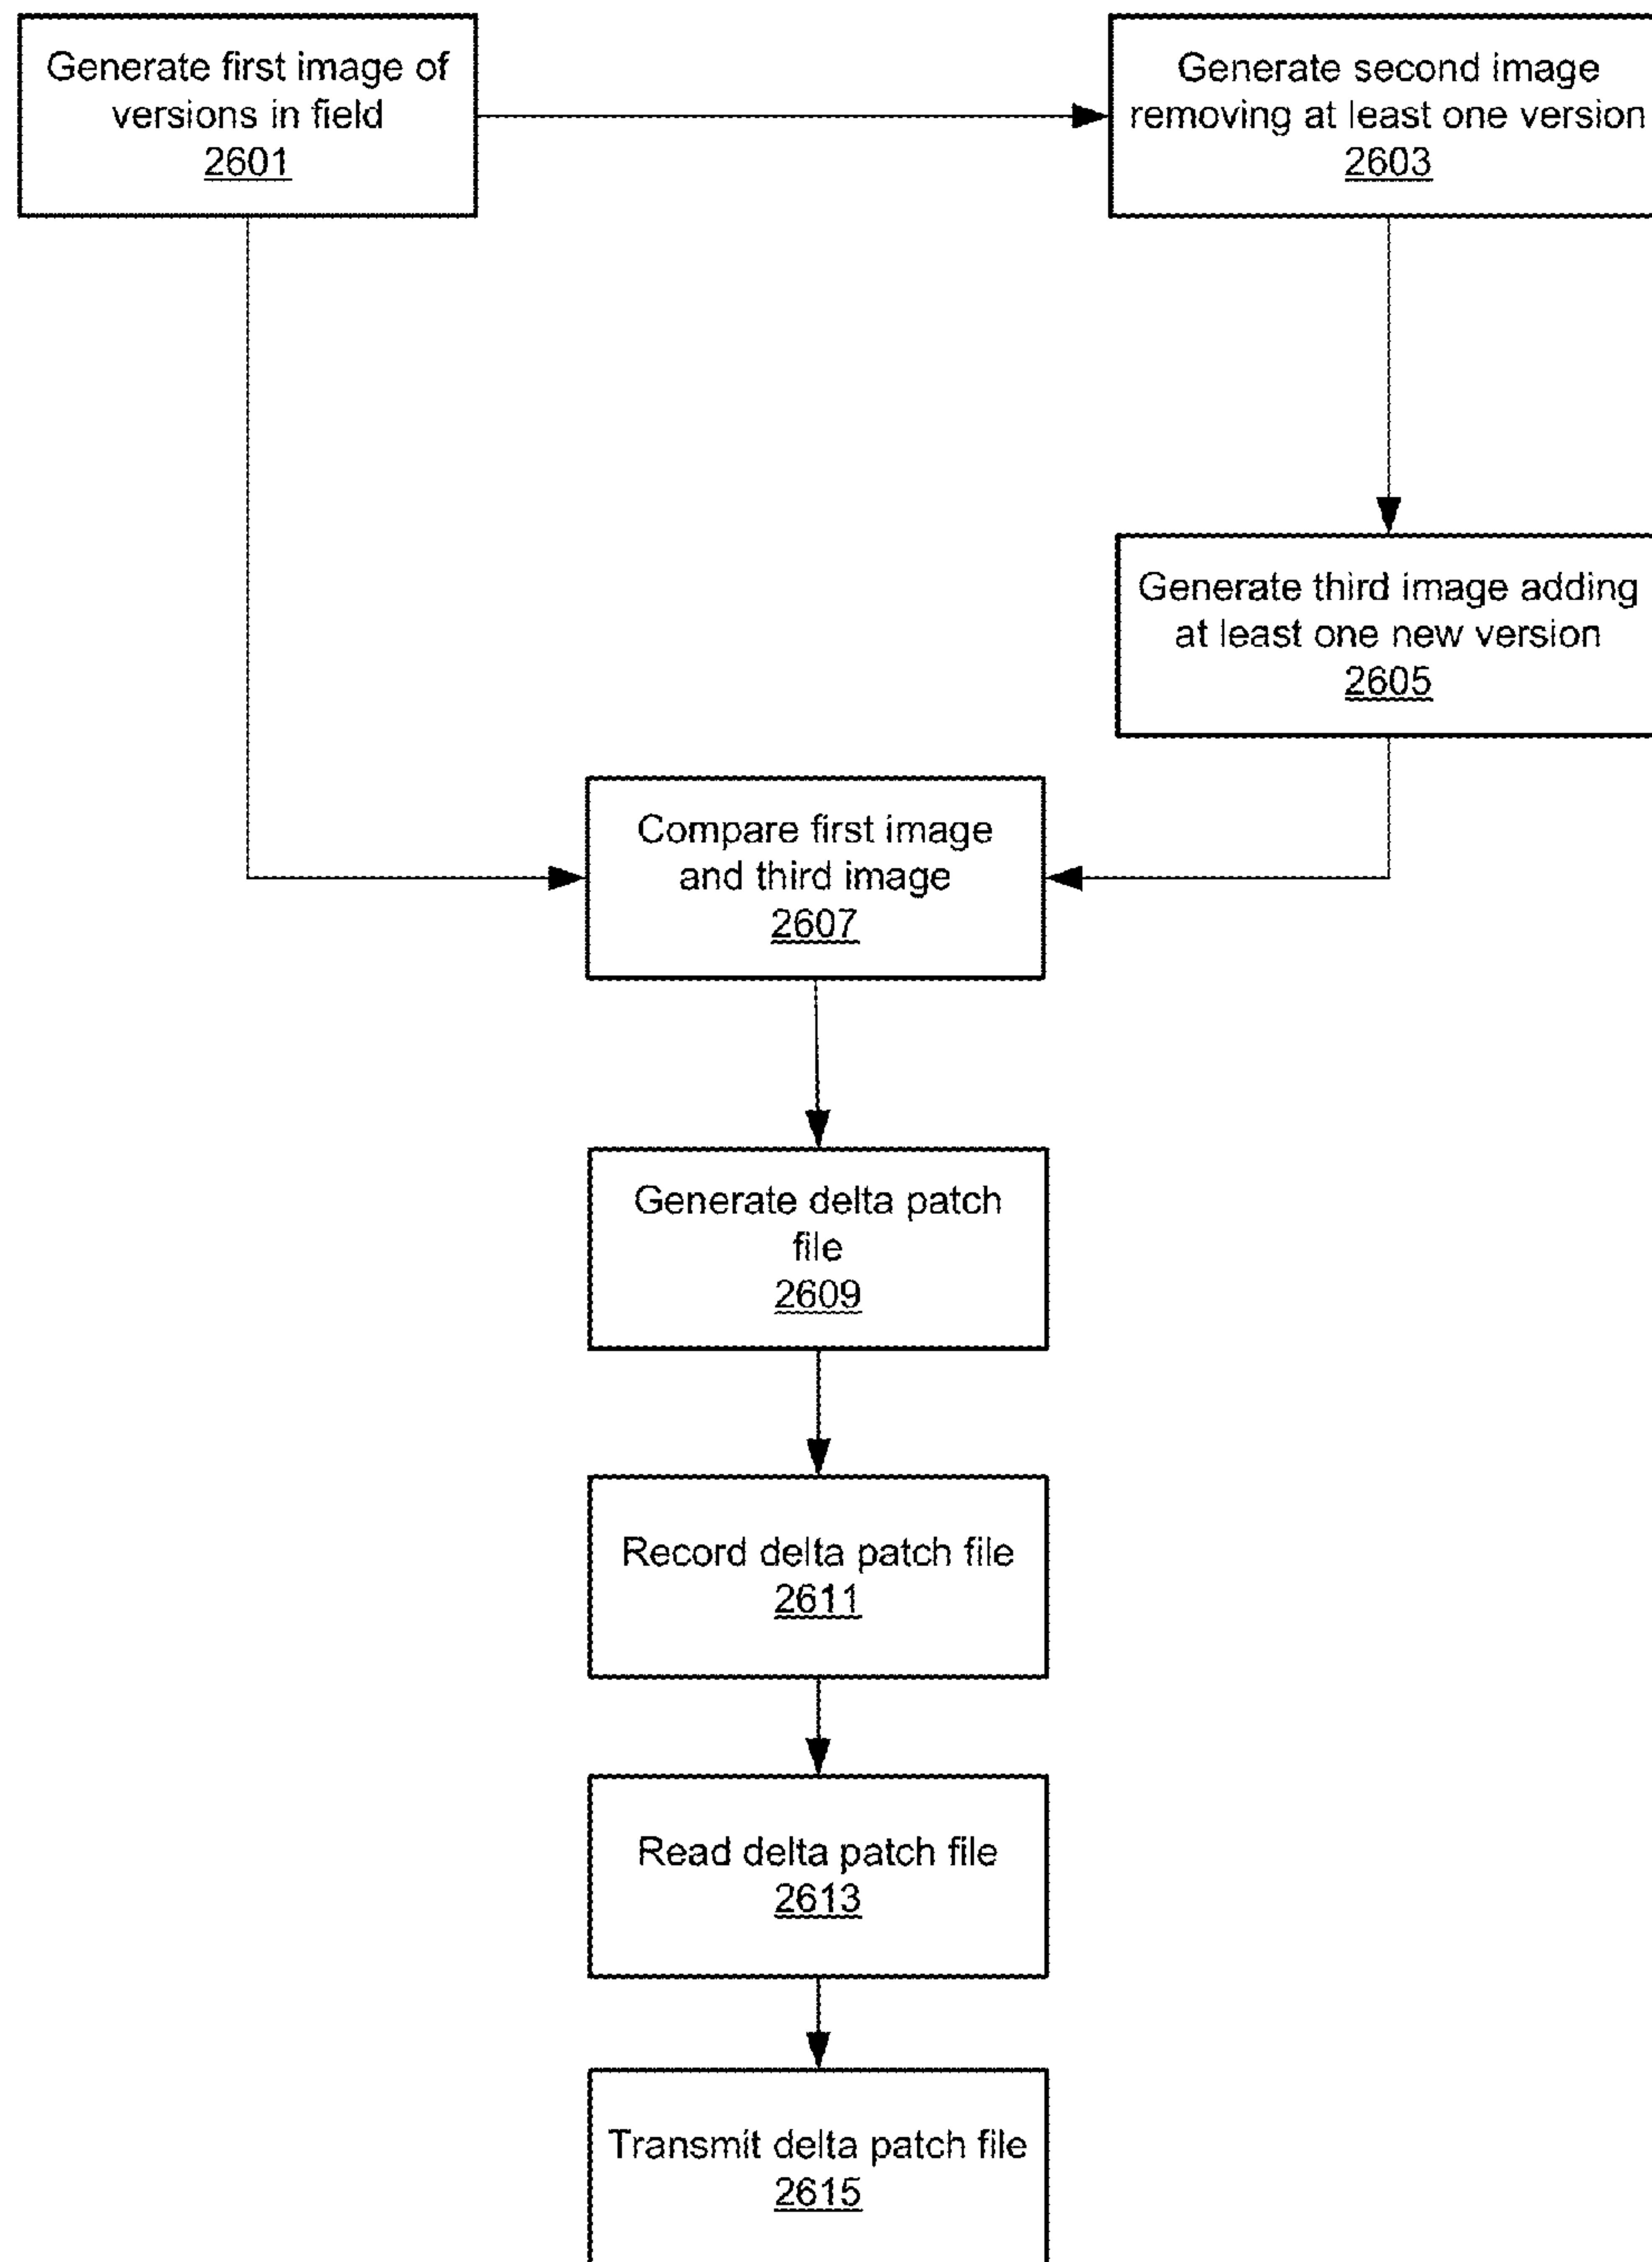 Generate first image of
versions in field
2601
Generate second image
removing at least one version
2603
Generate third image adding
at least one new version
2605
Compare first image
and third image
2607
Generate delta patch
file
2609
Record delta patch file
2611
Read delta patch file
2613
Transmit delta patch file
2615